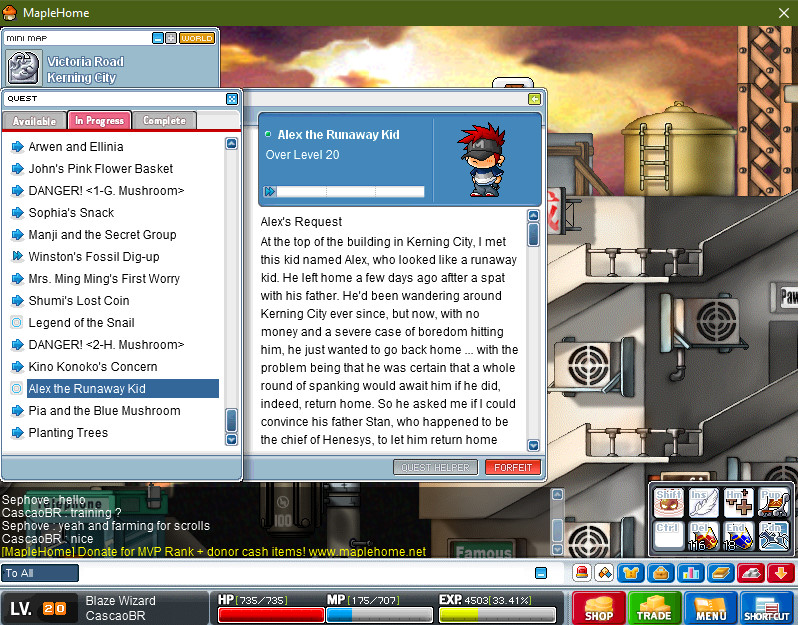 MapleHome
MINI MAP
WORLD
Victoria Road
Kerning City
QUEST
Available
In Progress
Complete
Arwen and Ellinia
John's Pink Flower Basket
DANGER! <1-G. Mushroom>
Sophia's Snack
Manji and the Secret Group
Winston's Fossil Dig-up
Mrs. Ming Ming's First Worry
Shumi's Lost Coin
Legend of the Snail
DANGER! <2-H. Mushroom>
Kino Konoko's Concern
Alex the Runaway Kid
Pia and the Blue Mushroom
Planting Trees
Alex the Runaway Kid
Over Level 20
Alex's Request
At the top of the building in Kerning City, I met
this kid named Alex, who looked like a runaway
kid. He left home a few days after a spat
with his father. He'd been wandering around
Kerning City ever since, but now, with no
money and a severe case of boredom hitting
him, he just wanted to go back home ... with the
problem being that he was certain that a whole
round of spanking would await him if he did,
indeed, return home. So he asked me if I could
convince his father Stan, who happened to be
the chief of Henesys, to let him return home
QUEST HELPER
FORFEIT
Sephove : hello
CascaoBR : training ?
Sephove : yeah and farming for scrolls
CascaoBR : nice
[MapleHome] Donate for MVP Rank + donor cash items! www.maplehome.net
100
Famous
Shift
Ins
Hm
Pup
Ctrl
Del
End
Pdn
116
18
To All
LV. 20
Blaze Wizard
CascaoBR
HP [735/735]
MP [175/707]
EXP. 4503[33.41%]
SHOP
TRADE
MENU
SHORT CUT